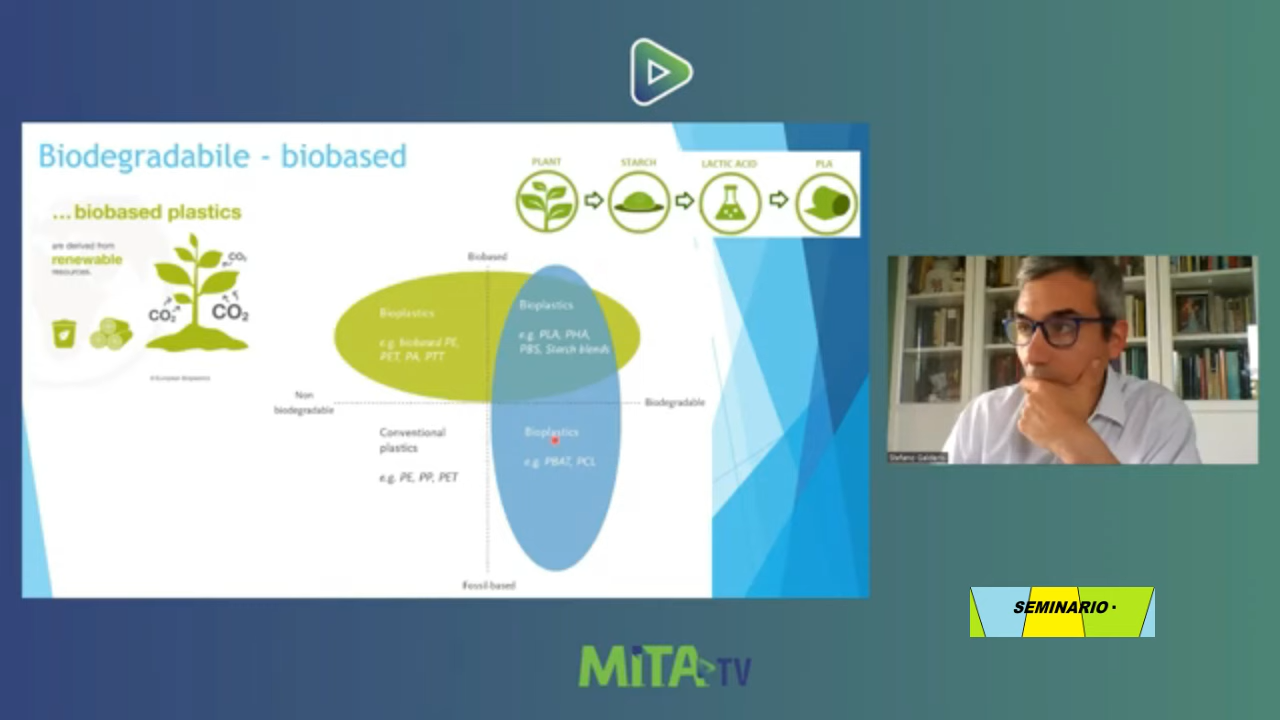 Biodegradabile - biobased
PLANT
STARCH
LACTIC ACID
PLA
...biobased plastics
are derived from
renewable
resources.
CO₂
CO₂
CO₂
© European Bioplastics
Biobased
Bioplastics
e.g. biobased PE,
PET, PA, PTT
Bioplastics
e.g. PLA, PHA,
PBS, Starch blends
Non
biodegradable
Biodegradable
Conventional
plastics
e.g. PE, PP, PET
Bioplastics
e.g. PBAT, PCL
Fossil-based
SEMINARIO ·
MiTA TV